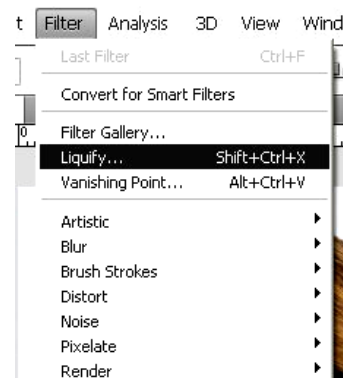 t Filter Analysis 3D View Wind
Last Filter Ctrl+F
Convert for Smart Filters
0
Filter Gallery...
Liquify... Shift+Ctrl+X
Vanishing Point... Alt+Ctrl+V
Artistic
Blur
Brush Strokes
Distort
Noise
Pixelate
Render